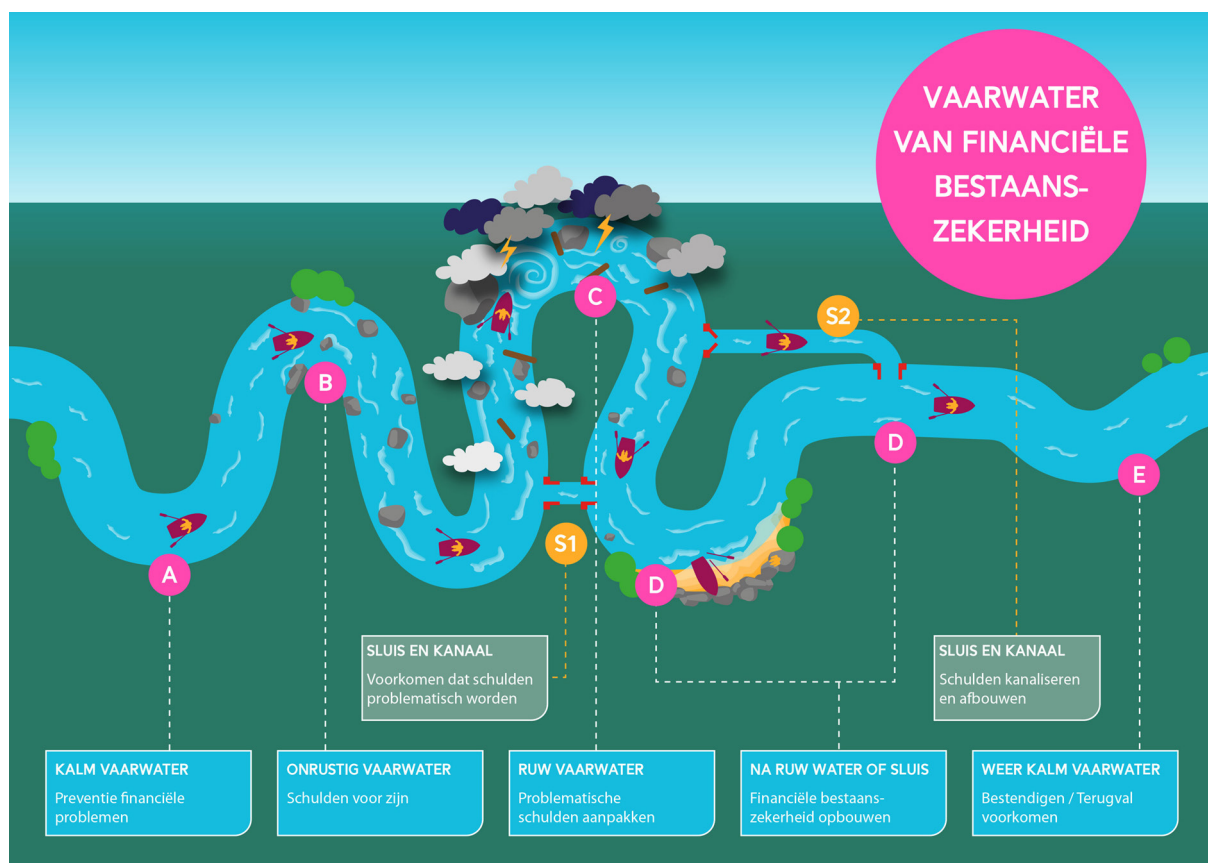 VAARWATER
VAN FINANCIËLE
BESTAANS-
ZEKERHEID
C
S2
B
D
E
S1
A
D
SLUIS EN KANAAL
Voorkomen dat schulden
problematisch worden
SLUIS EN KANAAL
Schulden kanaliseren
en afbouwen
KALM VAARWATER
Preventie financiële
problemen
ONRUSTIG VAARWATER
Schulden voor zijn
RUW VAARWATER
Problematische
schulden aanpakken
NA RUW WATER OF SLUIS
Financiële bestaans-
zekerheid opbouwen
WEER KALM VAARWATER
Bestendigen / Terugval
voorkomen